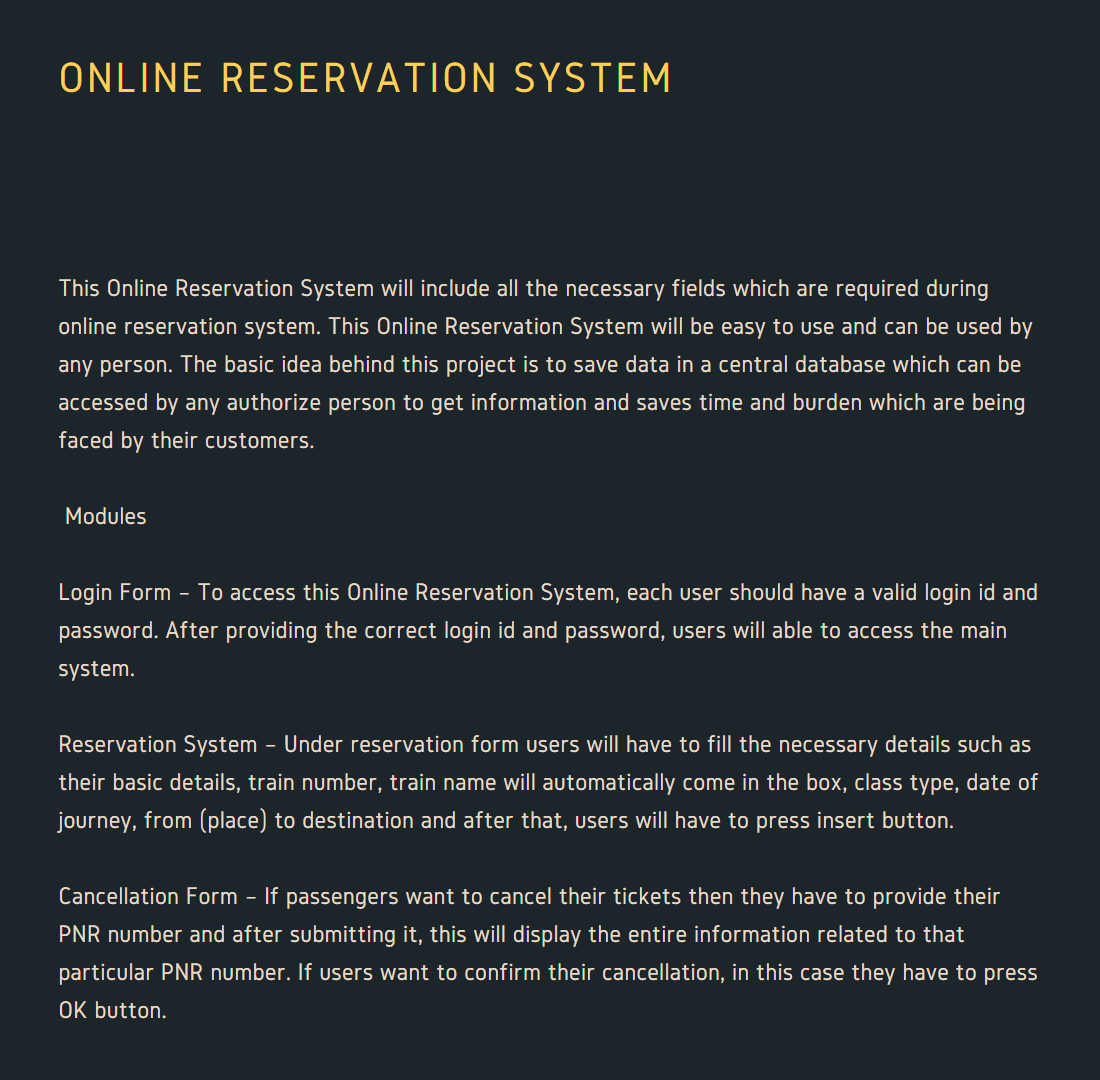 ONLINE RESERVATION SYSTEM
This Online Reservation System will include all the necessary fields which are required during
online reservation system. This Online Reservation System will be easy to use and can be used by
any person. The basic idea behind this project is to save data in a central database which can be
accessed by any authorize person to get information and saves time and burden which are being
faced by their customers.
Modules
Login Form – To access this Online Reservation System, each user should have a valid login id and
password. After providing the correct login id and password, users will able to access the main
system.
Reservation System – Under reservation form users will have to fill the necessary details such as
their basic details, train number, train name will automatically come in the box, class type, date of
journey, from (place) to destination and after that, users will have to press insert button.
Cancellation Form – If passengers want to cancel their tickets then they have to provide their
PNR number and after submitting it, this will display the entire information related to that
particular PNR number. If users want to confirm their cancellation, in this case they have to press
OK button.